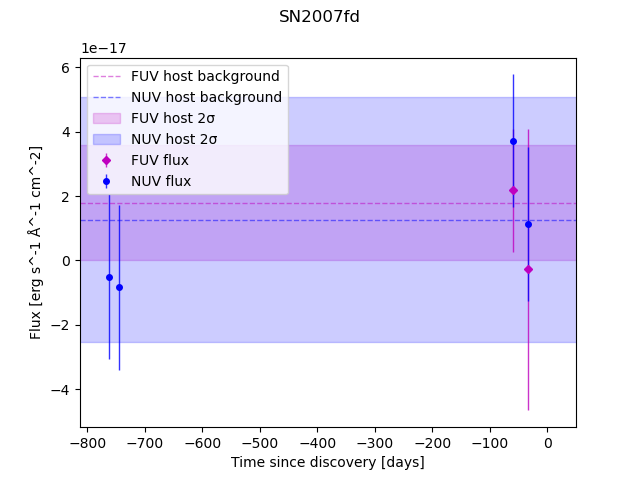 SN2007fd
1e−17
FUV host background
NUV host background
FUV host 2σ
NUV host 2σ
FUV flux
NUV flux
6
4
2
0
−2
−4
Flux [erg s^-1 Å^-1 cm^-2]
−800 −700 −600 −500 −400 −300 −200 −100 0
Time since discovery [days]